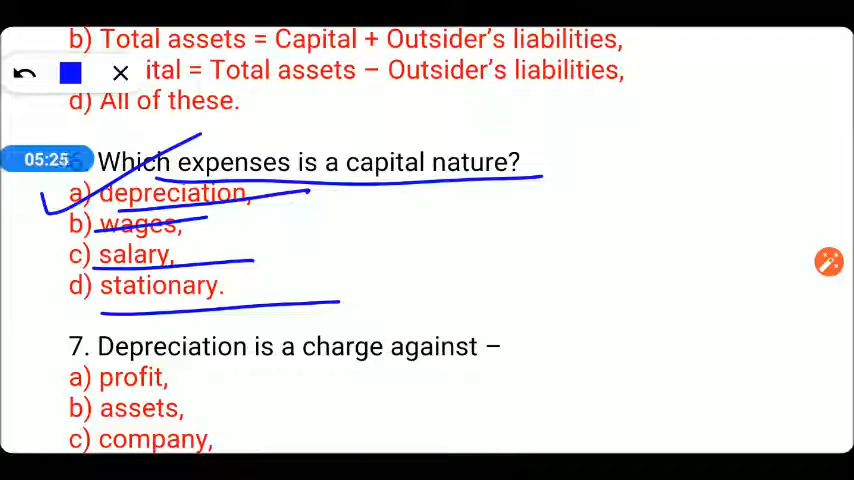 b) Total assets = Capital + Outsider's liabilities,
ital = Total assets – Outsider's liabilities,
d) All of these.
05:25
6. Which expenses is a capital nature?
a) depreciation,
b) wages,
c) salary,
d) stationary.
7. Depreciation is a charge against –
a) profit,
b) assets,
c) company,